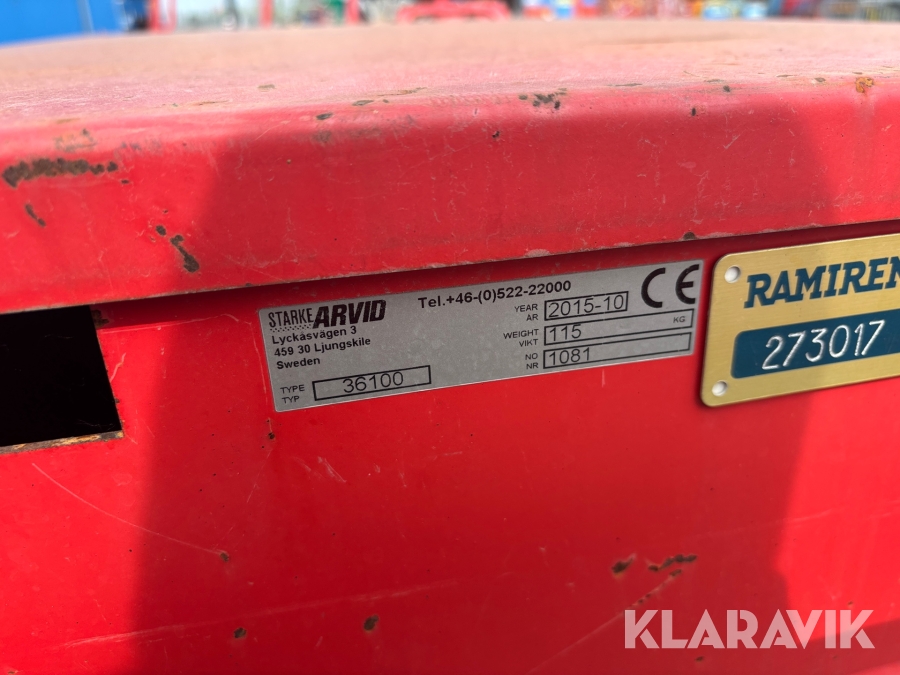 STARKE ARVID
Lyckåsvägen 3
459 30 Ljungskile
Sweden
TYPE
TYP
36100
Tel.+46-(0)522-22000
YEAR
ÅR
2015-10
WEIGHT
VIKT
115
KG
NO
NR
1081
CE
RAMIREN
273017
KLARAVIK